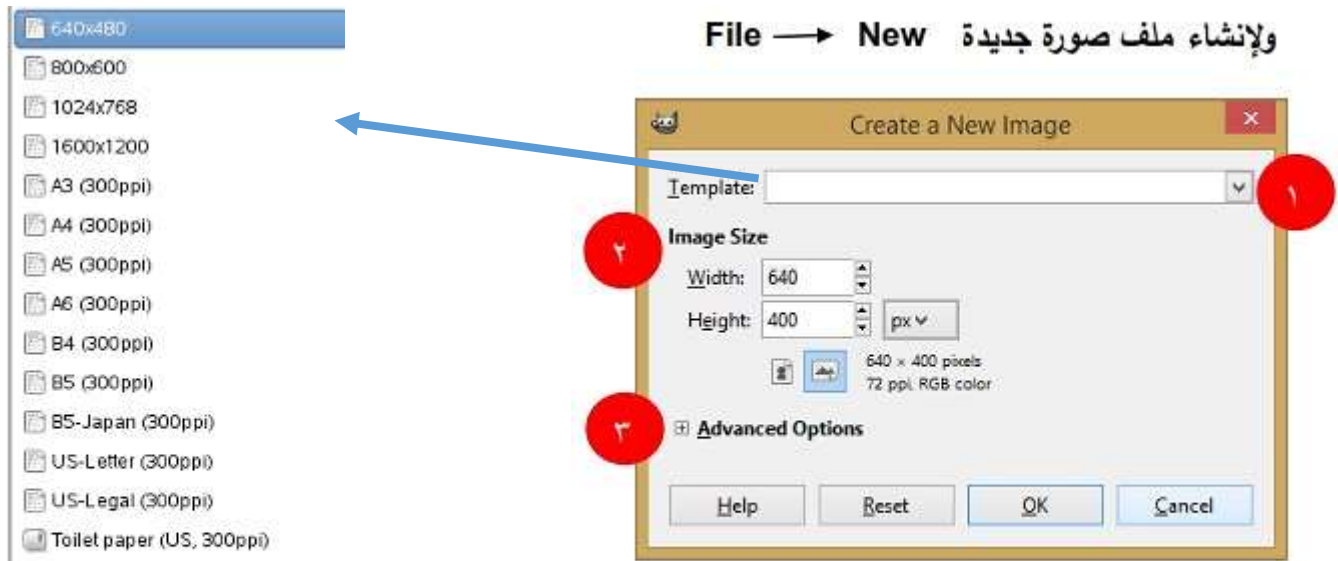 ولإنشاء ملف صورة جديدة File → New
640x480
800x600
1024x768
1600x1200
A3 (300ppi)
A4 (300ppi)
A5 (300ppi)
A6 (300ppi)
B4 (300ppi)
B5 (300ppi)
B5-Japan (300ppi)
US-Letter (300ppi)
US-Legal (300ppi)
Toilet paper (US, 300ppi)
Create a New Image
Template:
١
٢
Image Size
Width: 640
Height: 400 px
640 × 400 pixels
72 ppi, RGB color
٣
Advanced Options
Help Reset OK Cancel